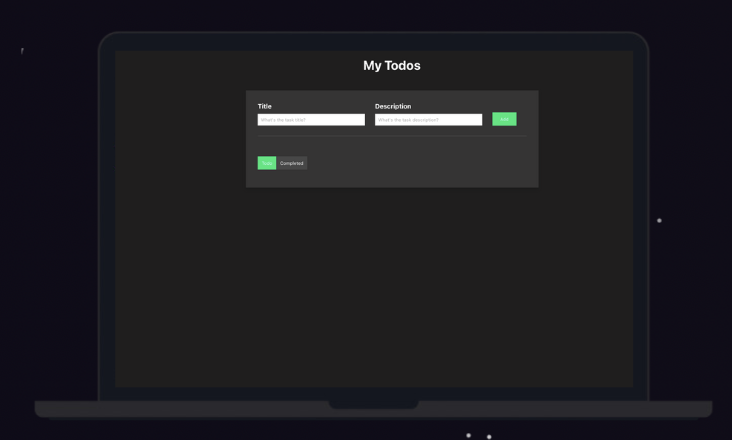 My Todos
Title
Description
What's the task title?
What's the task description?
Add
Todo
Completed